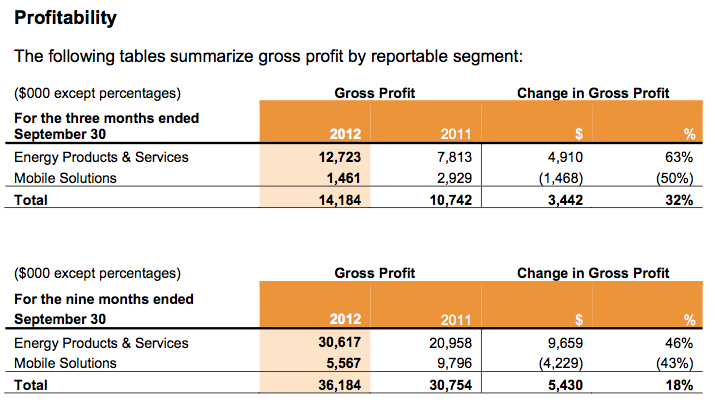 Profitability
The following tables summarize gross profit by reportable segment:
($000 except percentages) Gross Profit Change in Gross Profit
For the three months ended
September 30 2012 2011 $ %
Energy Products & Services 12,723 7,813 4,910 63%
Mobile Solutions 1,461 2,929 (1,468) (50%)
Total 14,184 10,742 3,442 32%
($000 except percentages) Gross Profit Change in Gross Profit
For the nine months ended
September 30 2012 2011 $ %
Energy Products & Services 30,617 20,958 9,659 46%
Mobile Solutions 5,567 9,796 (4,229) (43%)
Total 36,184 30,754 5,430 18%